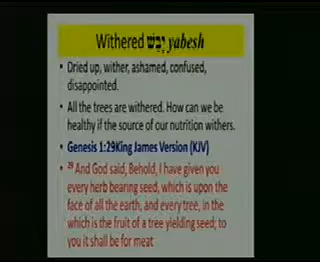 Withered יָבֵשׁ yabesh
• Dried up, wither, ashamed, confused,
disappointed.
• All the trees are withered. How can we be
healthy if the source of our nutrition withers.
• Genesis 1:29King James Version (KJV)
• 29 And God said, Behold, I have given you
every herb bearing seed, which is upon the
face of all the earth, and every tree, in the
which is the fruit of a tree yielding seed; to
you it shall be for meat